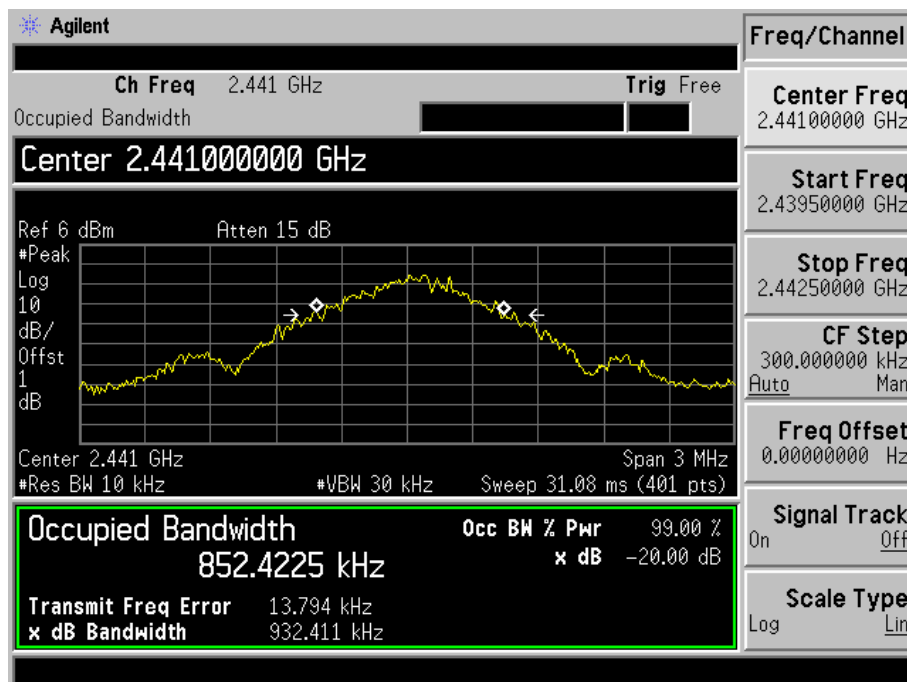 Agilent
Freq/Channel
Ch Freq 2.441 GHz Trig Free
Occupied Bandwidth
Center 2.441000000 GHz
Ref 6 dBm Atten 15 dB
#Peak
Log
10
dB/
Offst
1
dB
Center 2.441 GHz Span 3 MHz
#Res BW 10 kHz #VBW 30 kHz Sweep 31.08 ms (401 pts)
Occupied Bandwidth Occ BW % Pwr 99.00 %
852.4225 kHz x dB -20.00 dB
Transmit Freq Error 13.794 kHz
x dB Bandwidth 932.411 kHz
Center Freq
2.44100000 GHz
Start Freq
2.43950000 GHz
Stop Freq
2.44250000 GHz
CF Step
300.000000 kHz
Auto Man
Freq Offset
0.00000000 Hz
Signal Track
On Off
Scale Type
Log Lin